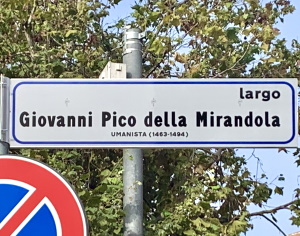 largo
Giovanni Pico della Mirandola
UMANISTA (1463-1494)